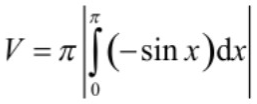 V = π |∫₀^π (−sin x)dx|